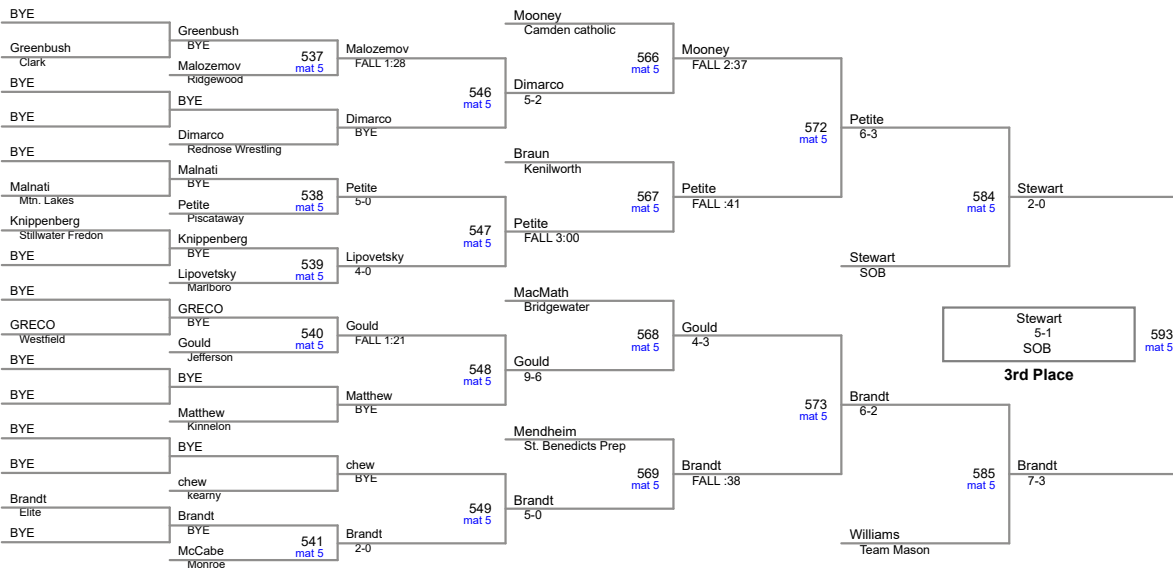 BYE
Greenbush
Clark
BYE
BYE
BYE
Malnati
Mtn. Lakes
Knippenberg
Stillwater Fredon
BYE
BYE
GRECO
Westfield
BYE
BYE
BYE
BYE
Brandt
Elite
BYE
Greenbush
BYE
537
mat 5
Malozemov
Ridgewood
BYE
Dimarco
Rednose Wrestling
Malnati
BYE
538
mat 5
Petite
Piscataway
Knippenberg
BYE
539
mat 5
Lipovetsky
Marlboro
GRECO
BYE
540
mat 5
Gould
Jefferson
BYE
Matthew
Kinnelon
BYE
chew
kearny
Brandt
BYE
541
mat 5
McCabe
Monroe
Malozemov
FALL 1:28
546
mat 5
Dimarco
BYE
Petite
5-0
547
mat 5
Lipovetsky
4-0
Gould
FALL 1:21
548
mat 5
Matthew
BYE
chew
BYE
549
mat 5
Brandt
2-0
Mooney
Camden catholic
566
mat 5
Dimarco
5-2
Braun
Kenilworth
567
mat 5
Petite
FALL 3:00
MacMath
Bridgewater
568
mat 5
Gould
9-6
Mendheim
St. Benedicts Prep
569
mat 5
Brandt
5-0
Mooney
FALL 2:37
572
mat 5
Petite
FALL :41
Gould
4-3
573
mat 5
Brandt
FALL :38
Petite
6-3
584
mat 5
Stewart
SOB
Brandt
6-2
585
mat 5
Williams
Team Mason
Stewart
2-0
Stewart
5-1
SOB
593
mat 5
3rd Place
Brandt
7-3